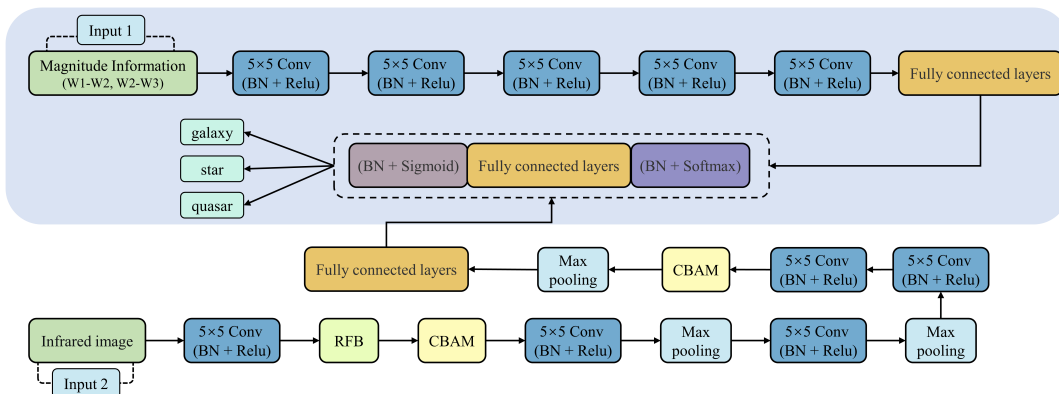 Input 1
Magnitude Information
(W1-W2, W2-W3)
5×5 Conv
(BN + Relu)
5×5 Conv
(BN + Relu)
5×5 Conv
(BN + Relu)
5×5 Conv
(BN + Relu)
5×5 Conv
(BN + Relu)
Fully connected layers
galaxy
star
quasar
(BN + Sigmoid)
Fully connected layers
(BN + Softmax)
Fully connected layers
Max
pooling
CBAM
5×5 Conv
(BN + Relu)
5×5 Conv
(BN + Relu)
Infrared image
5×5 Conv
(BN + Relu)
RFB
CBAM
5×5 Conv
(BN + Relu)
Max
pooling
5×5 Conv
(BN + Relu)
Max
pooling
Input 2